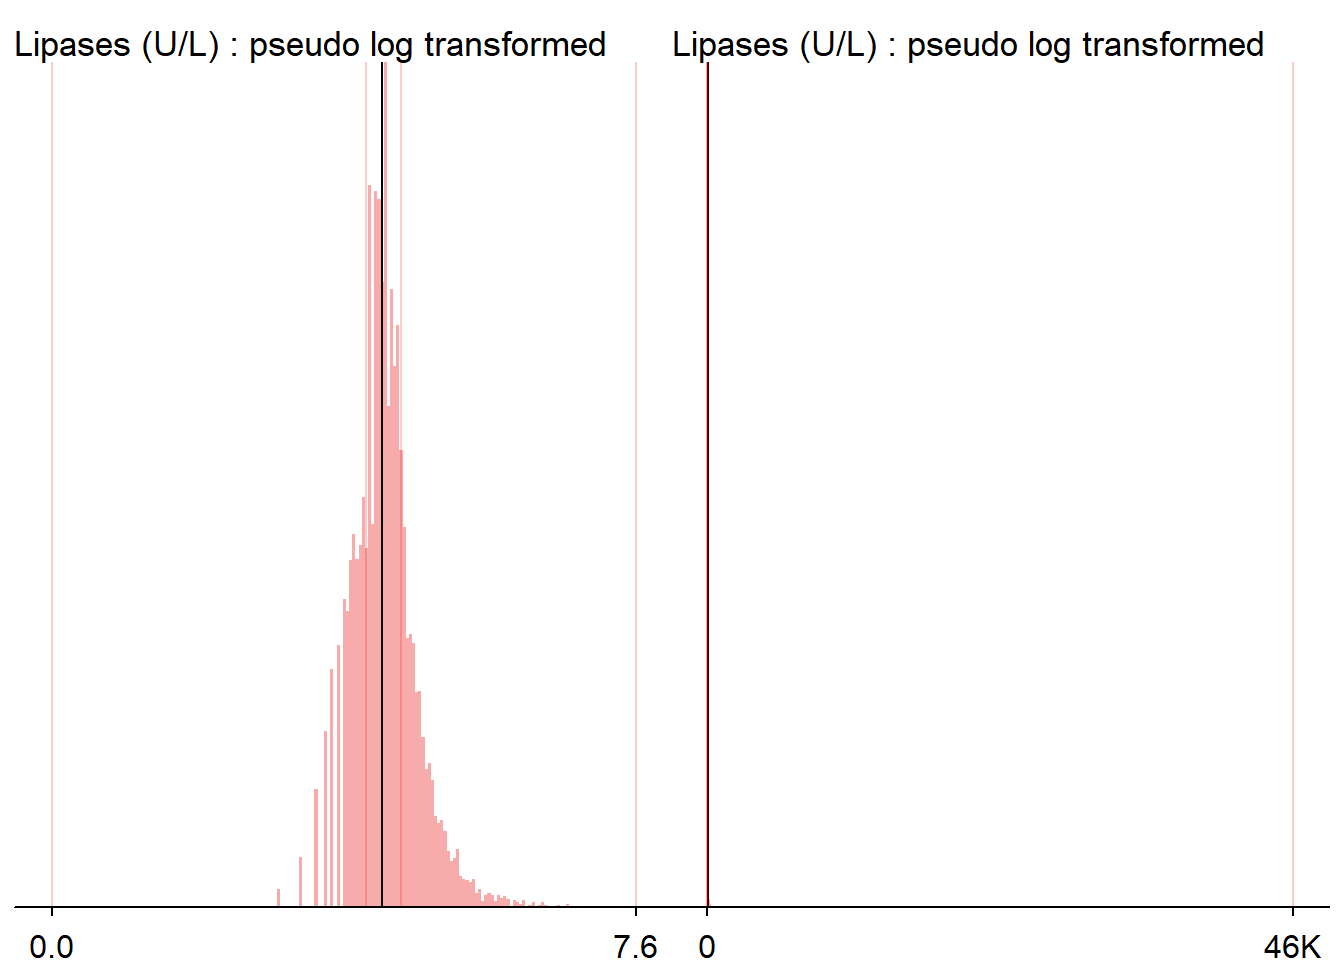 Lipases (U/L) : pseudo log transformed
Lipases (U/L) : pseudo log transformed
0.0
7.6
0
46K